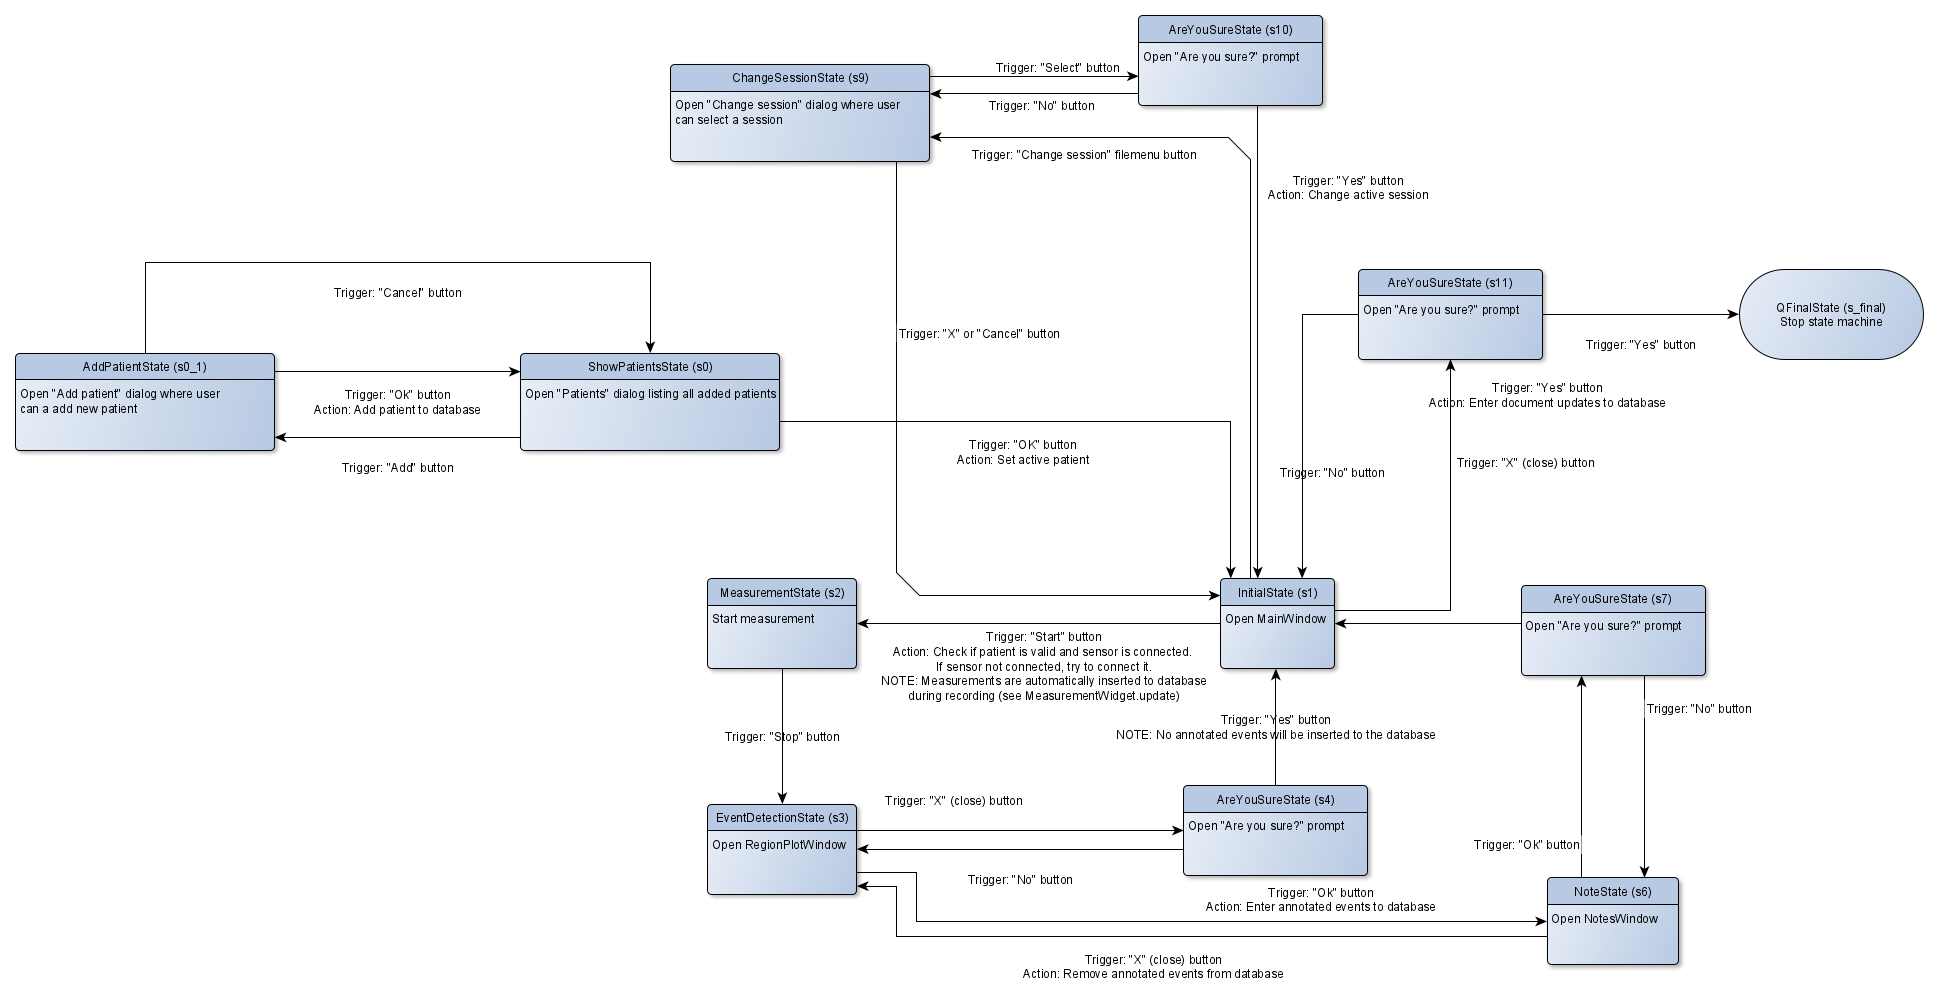 AreYouSureState (s10)
Open "Are you sure?" prompt
ChangeSessionState (s9)
Open "Change session" dialog where user
can select a session
Trigger: "Select" button
Trigger: "No" button
Trigger: "Change session" filemenu button
Trigger: "Yes" button
Action: Change active session
Trigger: "Cancel" button
AreYouSureState (s11)
Open "Are you sure?" prompt
QFinalState (s_final)
Stop state machine
Trigger: "Yes" button
Trigger: "X" or "Cancel" button
AddPatientState (s0_1)
Open "Add patient" dialog where user
can a add new patient
Trigger: "Ok" button
Action: Add patient to database
ShowPatientsState (s0)
Open "Patients" dialog listing all added patients
Trigger: "Add" button
Trigger: "OK" button
Action: Set active patient
Trigger: "Yes" button
Action: Enter document updates to database
Trigger: "No" button
Trigger: "X" (close) button
MeasurementState (s2)
Start measurement
InitialState (s1)
Open MainWindow
AreYouSureState (s7)
Open "Are you sure?" prompt
Trigger: "Start" button
Action: Check if patient is valid and sensor is connected.
If sensor not connected, try to connect it.
NOTE: Measurements are automatically inserted to database
during recording (see MeasurementWidget.update)
Trigger: "Stop" button
Trigger: "Yes" button
NOTE: No annotated events will be inserted to the database
Trigger: "No" button
EventDetectionState (s3)
Open RegionPlotWindow
Trigger: "X" (close) button
AreYouSureState (s4)
Open "Are you sure?" prompt
Trigger: "No" button
Trigger: "Ok" button
Trigger: "Ok" button
Action: Enter annotated events to database
NoteState (s6)
Open NotesWindow
Trigger: "X" (close) button
Action: Remove annotated events from database